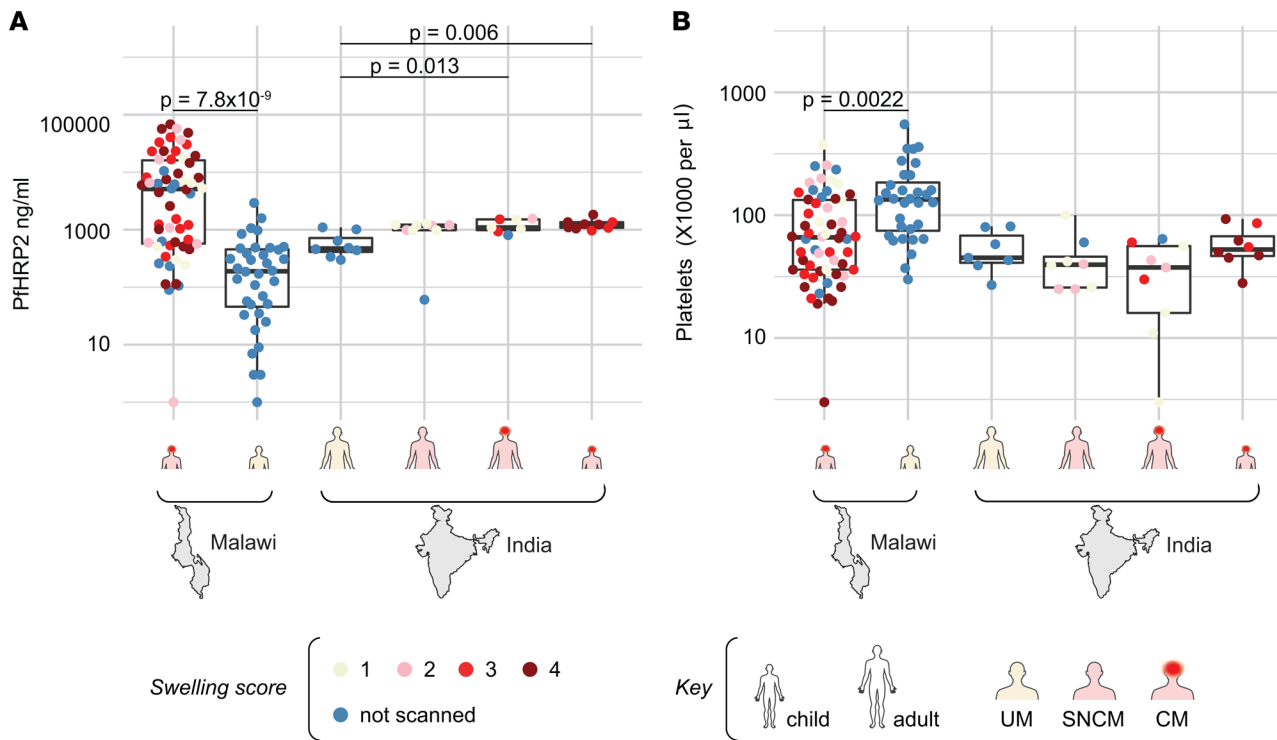 A
p = 0.006
p = 0.013
p = 7.8x10⁻⁹
100000
1000
10
PfHRP2 ng/ml
Malawi
India
B
p = 0.0022
1000
100
10
Platelets (X1000 per µl)
Malawi
India
Swelling score
1 2 3 4
not scanned
Key
child adult UM SNCM CM